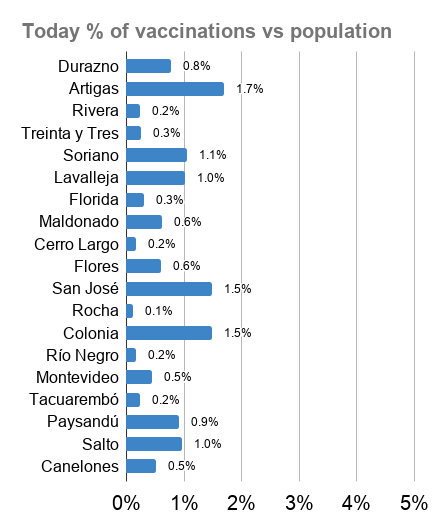 Today % of vaccinations vs population
Durazno 0.8%
Artigas 1.7%
Rivera 0.2%
Treinta y Tres 0.3%
Soriano 1.1%
Lavalleja 1.0%
Florida 0.3%
Maldonado 0.6%
Cerro Largo 0.2%
Flores 0.6%
San José 1.5%
Rocha 0.1%
Colonia 1.5%
Río Negro 0.2%
Montevideo 0.5%
Tacuarembó 0.2%
Paysandú 0.9%
Salto 1.0%
Canelones 0.5%
0% 1% 2% 3% 4% 5%